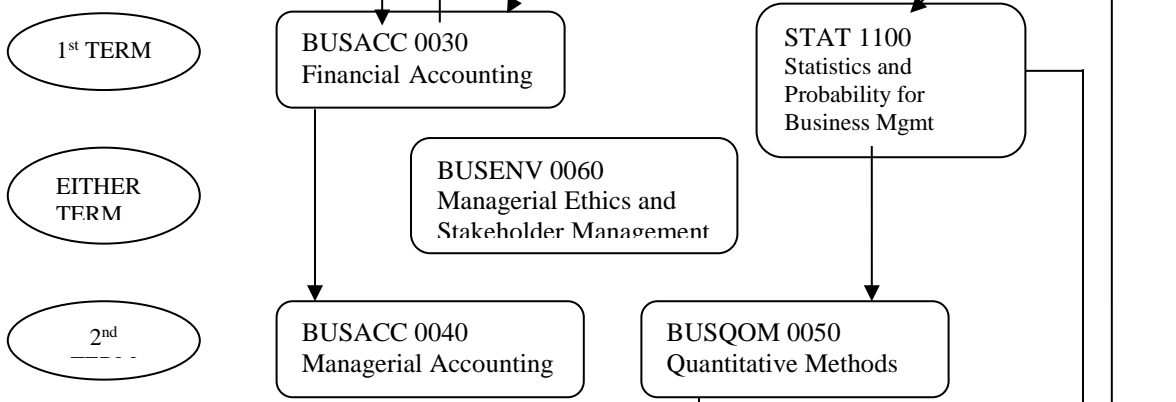 1st TERM
BUSACC 0030
Financial Accounting
STAT 1100
Statistics and
Probability for
Business Mgmt
EITHER
TERM
BUSENV 0060
Managerial Ethics and
Stakeholder Management
2nd
BUSACC 0040
Managerial Accounting
BUSQOM 0050
Quantitative Methods